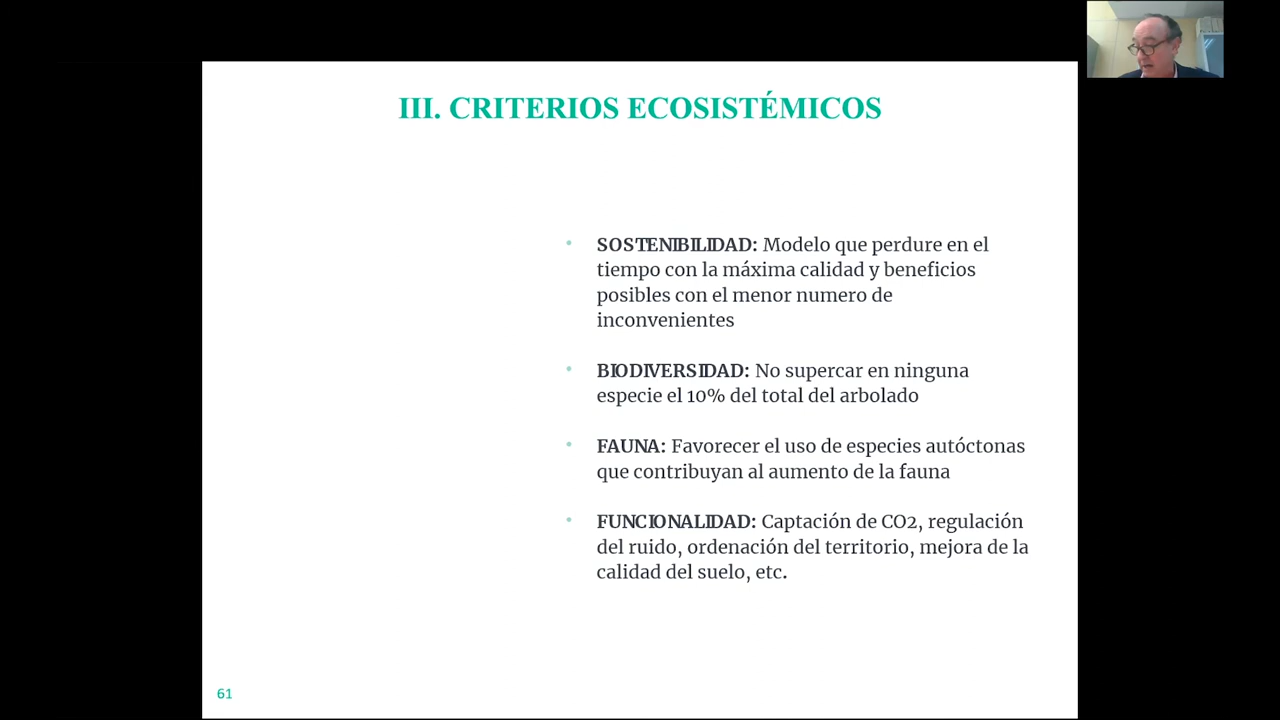 III. CRITERIOS ECOSISTÉMICOS
• SOSTENIBILIDAD: Modelo que perdure en el
tiempo con la máxima calidad y beneficios
posibles con el menor numero de
inconvenientes
• BIODIVERSIDAD: No supercar en ninguna
especie el 10% del total del arbolado
• FAUNA: Favorecer el uso de especies autóctonas
que contribuyan al aumento de la fauna
• FUNCIONALIDAD: Captación de CO2, regulación
del ruido, ordenación del territorio, mejora de la
calidad del suelo, etc.
61